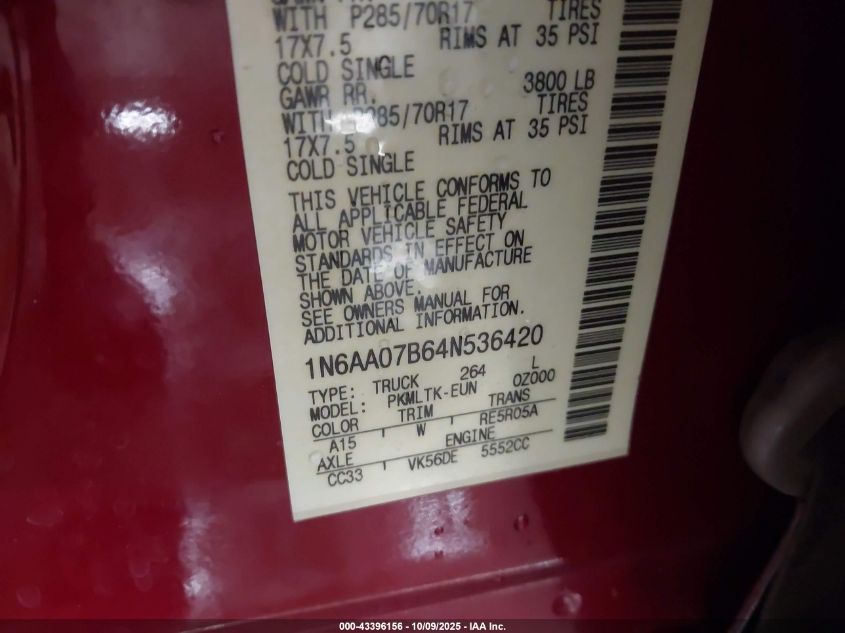 WITH P285/70R17 TIRES
17X7.5 RIMS AT 35 PSI
COLD SINGLE
GAWR RR. 3800 LB
WITH P285/70R17 TIRES
17X7.5 RIMS AT 35 PSI
COLD SINGLE
THIS VEHICLE CONFORMS TO
ALL APPLICABLE FEDERAL
MOTOR VEHICLE SAFETY
STANDARDS IN EFFECT ON
THE DATE OF MANUFACTURE
SHOWN ABOVE.
SEE OWNERS MANUAL FOR
ADDITIONAL INFORMATION.
1N6AA07B64N536420
TYPE: TRUCK 264 L
MODEL: PKMLTK-EUN 0Z000
COLOR TRIM TRANS
A15 W RE5R05A
AXLE ENGINE
CC33 VK56DE 5552CC
000-43396156 - 10/09/2025 - IAA Inc.